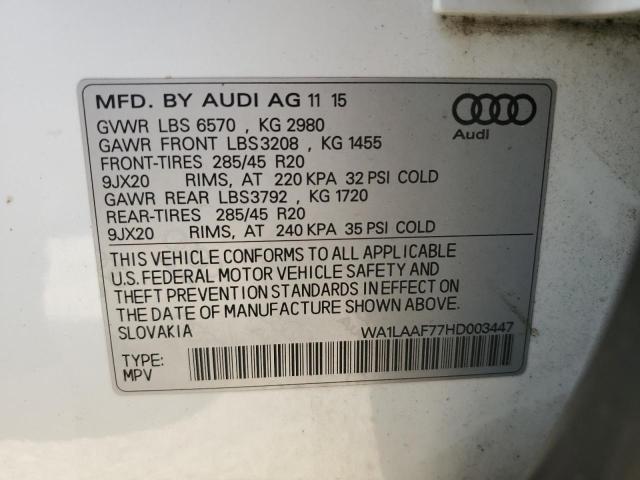 MFD. BY AUDI AG 11 15
GVWR LBS 6570 , KG 2980
GAWR FRONT LBS3208 , KG 1455
FRONT-TIRES 285/45 R20
9JX20 RIMS, AT 220 KPA 32 PSI COLD
GAWR REAR LBS3792 , KG 1720
REAR-TIRES 285/45 R20
9JX20 RIMS, AT 240 KPA 35 PSI COLD
Audi
THIS VEHICLE CONFORMS TO ALL APPLICABLE
U.S. FEDERAL MOTOR VEHICLE SAFETY AND
THEFT PREVENTION STANDARDS IN EFFECT ON
THE DATE OF MANUFACTURE SHOWN ABOVE.
SLOVAKIA WA1LAAF77HD003447
TYPE:
MPV